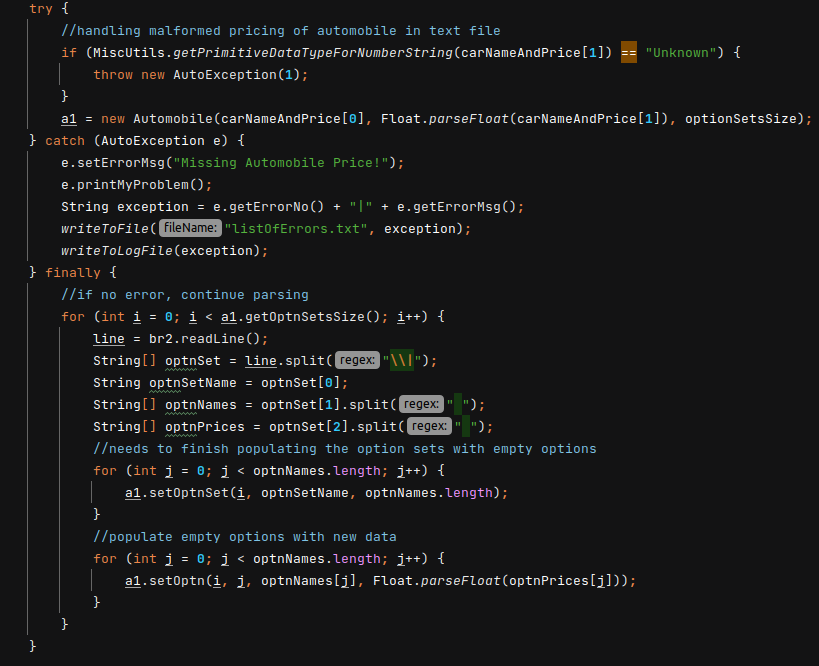 try {
    //handling malformed pricing of automobile in text file
    if (MiscUtils.getPrimitiveDataTypeForNumberString(carNameAndPrice[1]) == "Unknown") {
        throw new AutoException(1);
    }
    a1 = new Automobile(carNameAndPrice[0], Float.parseFloat(carNameAndPrice[1]), optionSetsSize);
} catch (AutoException e) {
    e.setErrorMsg("Missing Automobile Price!");
    e.printMyProblem();
    String exception = e.getErrorNo() + "|" + e.getErrorMsg();
    writeToFile( fileName: "listOfErrors.txt", exception);
    writeToLogFile(exception);
} finally {
    //if no error, continue parsing
    for (int i = 0; i < a1.getOptnSetsSize(); i++) {
        line = br2.readLine();
        String[] optnSet = line.split( regex: "\\|");
        String optnSetName = optnSet[0];
        String[] optnNames = optnSet[1].split( regex: " ");
        String[] optnPrices = optnSet[2].split( regex: " ");
        //needs to finish populating the option sets with empty options
        for (int j = 0; j < optnNames.length; j++) {
            a1.setOptnSet(i, optnSetName, optnNames.length);
        }
        //populate empty options with new data
        for (int j = 0; j < optnNames.length; j++) {
            a1.setOptn(i, j, optnNames[j], Float.parseFloat(optnPrices[j]));
        }
    }
}